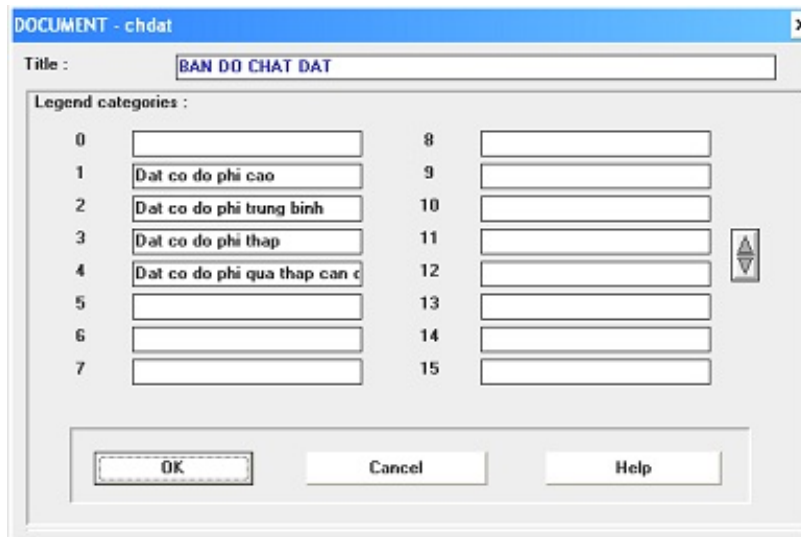 DOCUMENT - chdat
Title : BAN DO CHAT DAT
Legend categories :
0 8
1 Dat co do phi cao 9
2 Dat co do phi trung binh 10
3 Dat co do phi thap 11
4 Dat co do phi qua thap can 12
5 13
6 14
7 15
OK Cancel Help